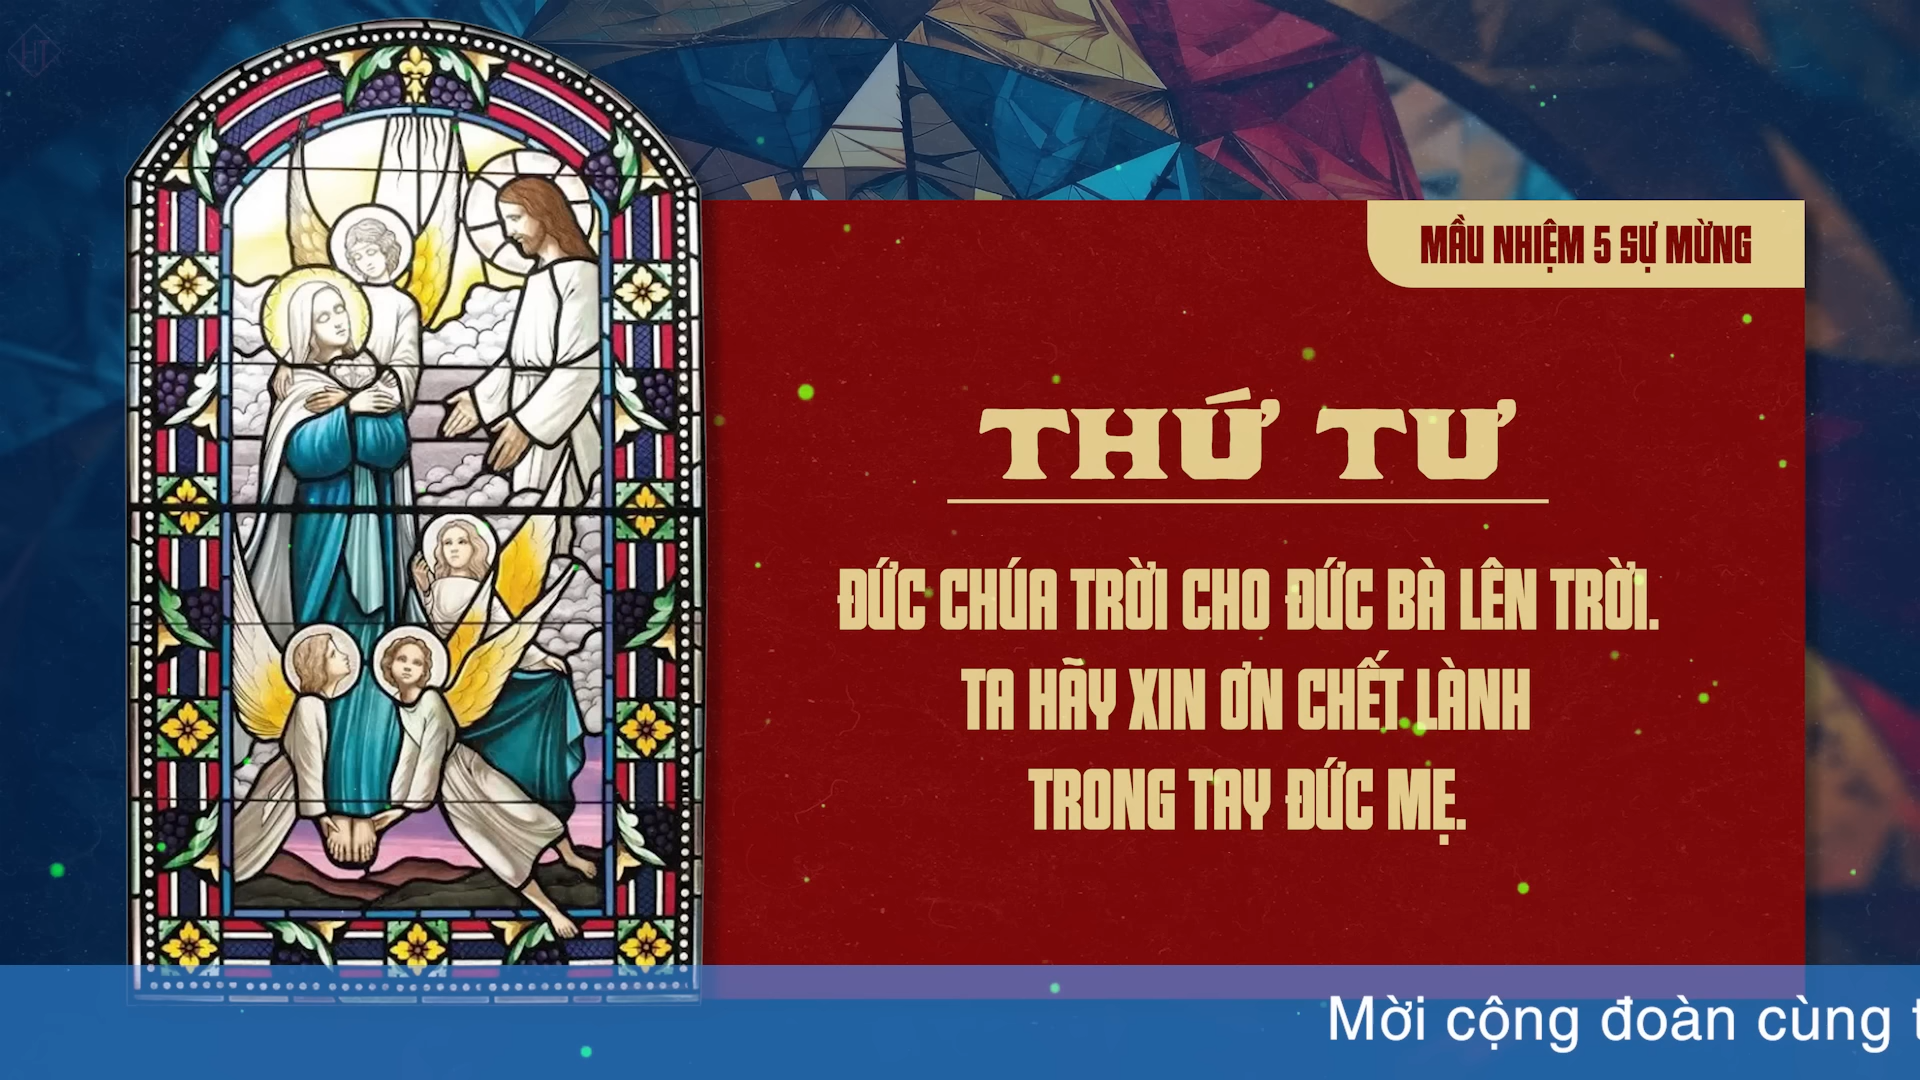 HT
MẦU NHIỆM 5 SỰ MỪNG
THỨ TƯ
ĐỨC CHÚA TRỜI CHO ĐỨC BÀ LÊN TRỜI.
TA HÃY XIN ƠN CHẾT LÀNH
TRONG TAY ĐỨC MẸ.
Mời cộng đoàn cùng